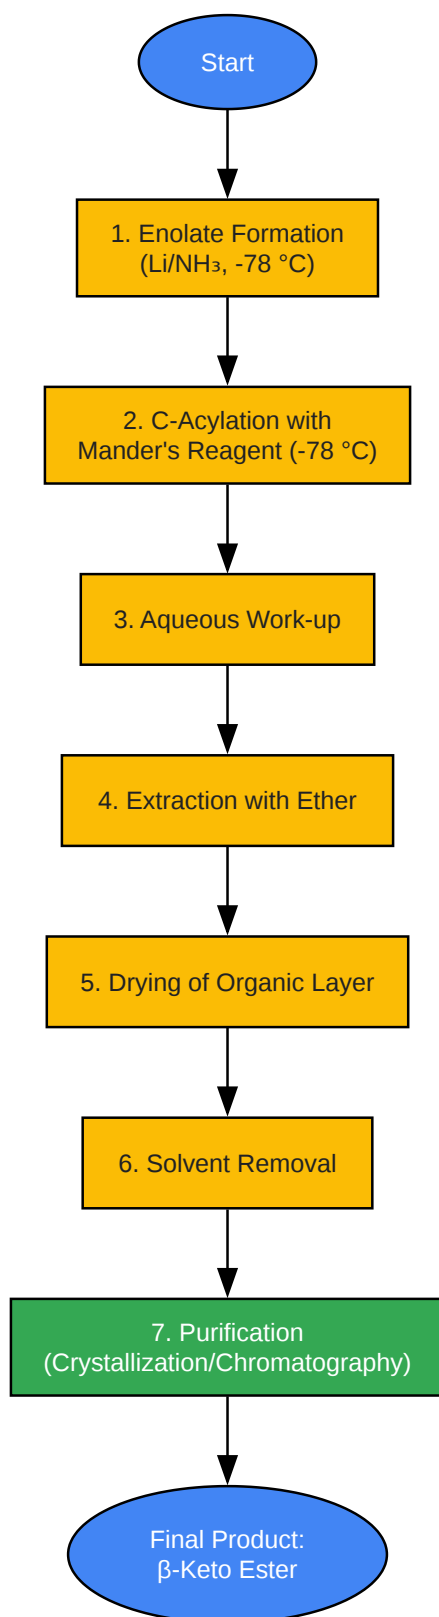 Start
1. Enolate Formation
(Li/NH₃, -78 °C)
2. C-Acylation with
Mander's Reagent (-78 °C)
3. Aqueous Work-up
4. Extraction with Ether
5. Drying of Organic Layer
6. Solvent Removal
7. Purification
(Crystallization/Chromatography)
Final Product:
β-Keto Ester